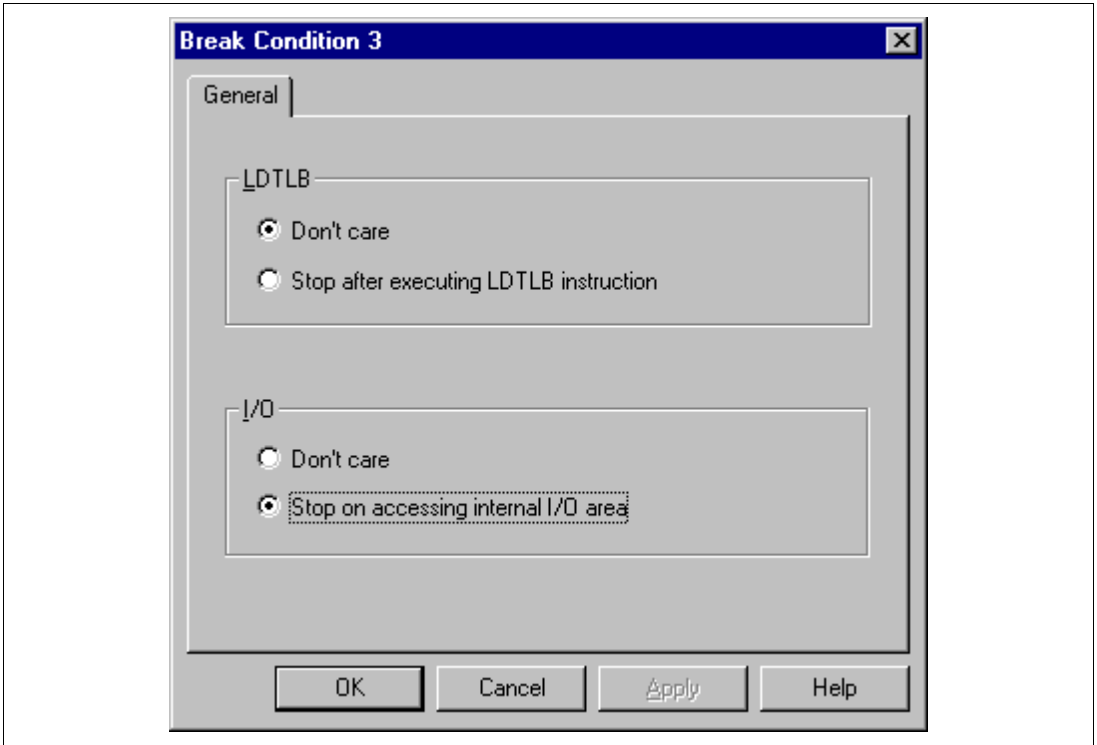 Break Condition 3
General
LDTLB
Don't care
Stop after executing LDTLB instruction
I/O
Don't care
Stop on accessing internal I/O area
OK Cancel Apply Help